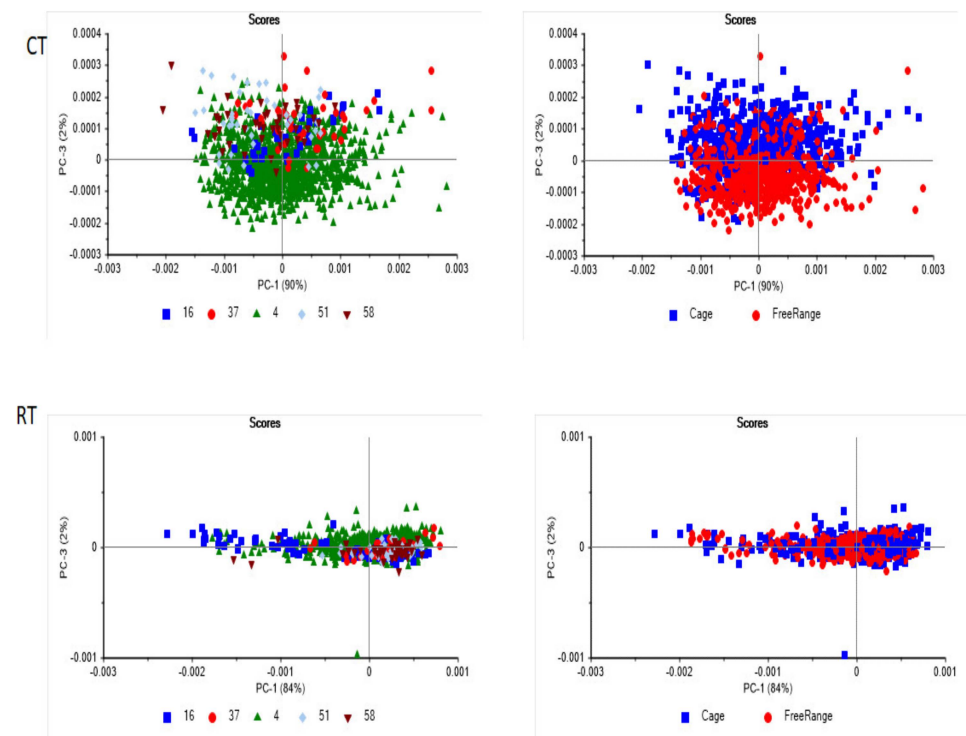 CT
Scores
0.0004
0.0003
0.0002
0.0001
0
-0.0001
-0.0002
-0.0003
PC-3 (2%)
-0.003 -0.002 -0.001 0 0.001 0.002 0.003
PC-1 (90%)
16 37 4 51 58
Scores
0.0004
0.0003
0.0002
0.0001
0
-0.0001
-0.0002
-0.0003
PC-3 (2%)
-0.003 -0.002 -0.001 0 0.001 0.002 0.003
PC-1 (90%)
Cage FreeRange
RT
Scores
0.001
0
-0.001
PC-3 (2%)
-0.003 -0.002 -0.001 0 0.001
PC-1 (84%)
16 37 4 51 58
Scores
0.001
0
-0.001
PC-3 (2%)
-0.003 -0.002 -0.001 0 0.001
PC-1 (84%)
Cage FreeRange